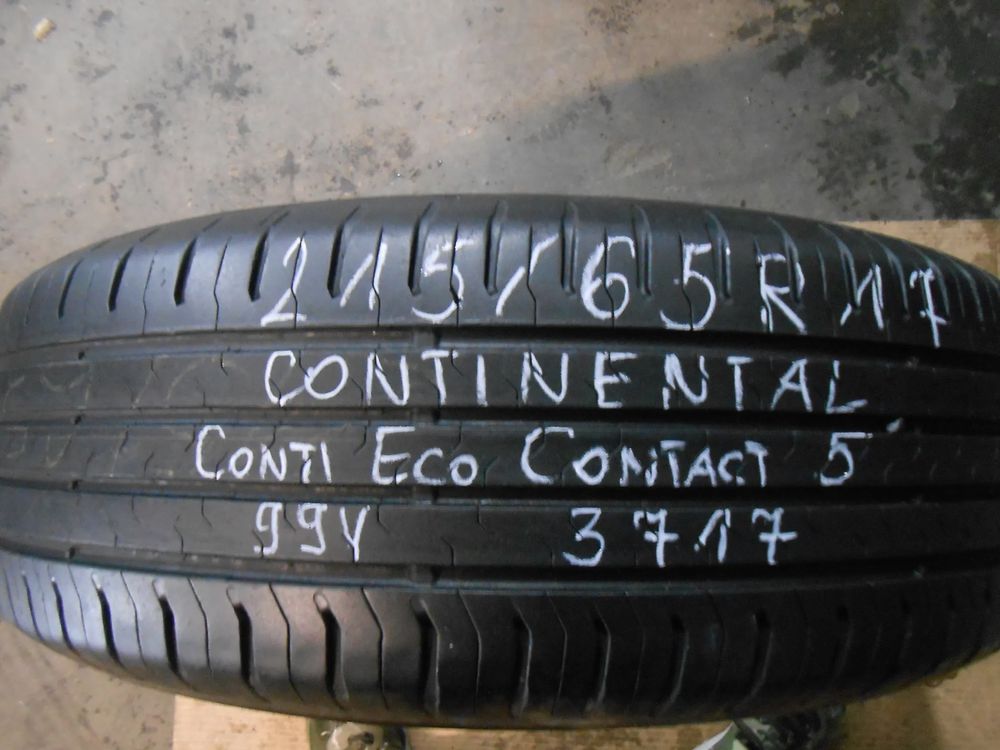 215/65R17
CONTINENTAL
CONTI ECO CONTACT 5
99V 3717